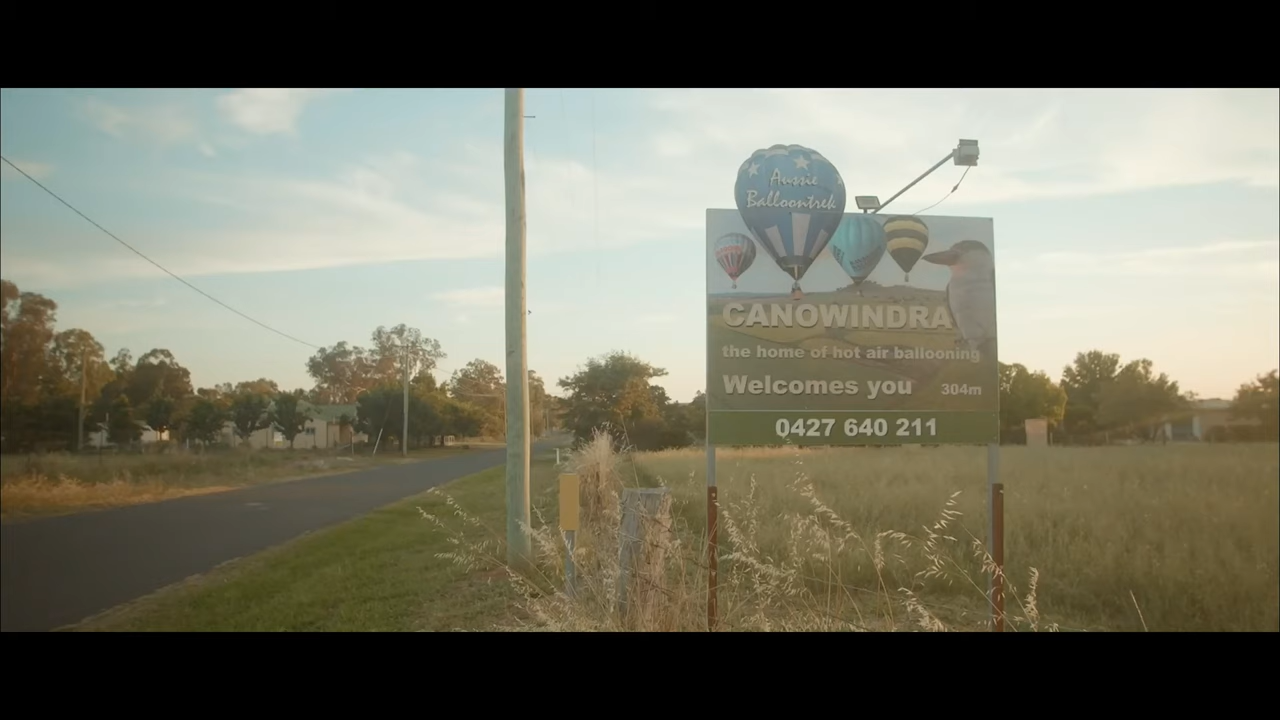 Aussie
Balloontrek
CANOWINDRA
the home of hot air ballooning
Welcomes you 304m
0427 640 211